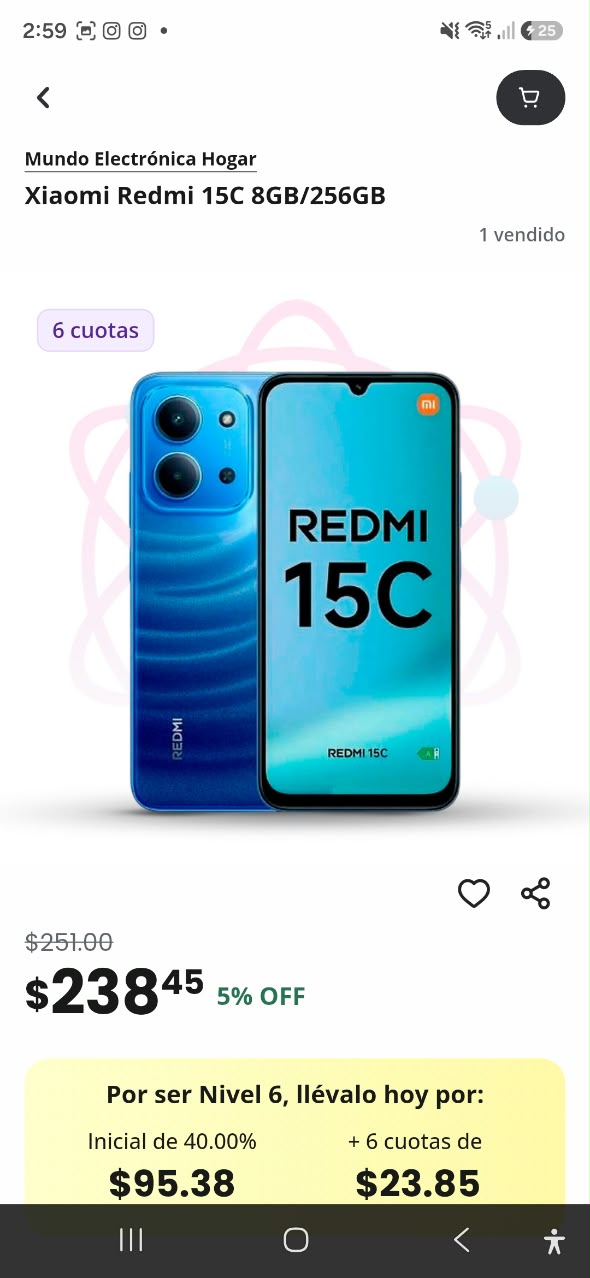 2:59
25
Mundo Electrónica Hogar
Xiaomi Redmi 15C 8GB/256GB
1 vendido
6 cuotas
REDMI
15C
REDMI
REDMI 15C
$251.00
$238⁴⁵ 5% OFF
Por ser Nivel 6, llévalo hoy por:
Inicial de 40.00% + 6 cuotas de
$95.38 $23.85